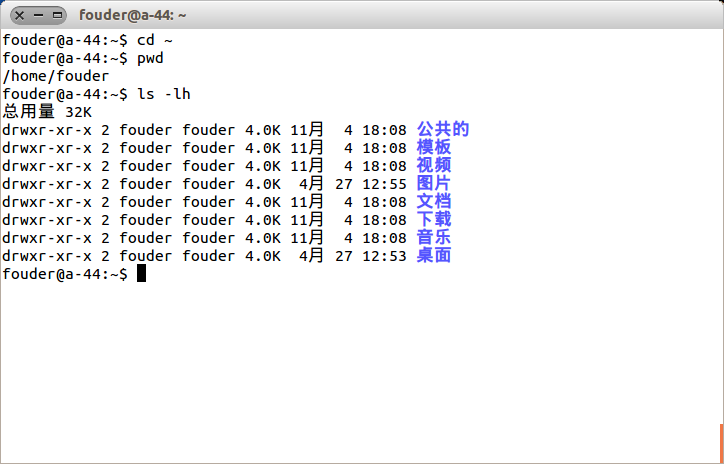 fouder@a-44: ~
fouder@a-44:~$ cd ~
fouder@a-44:~$ pwd
/home/fouder
fouder@a-44:~$ ls -lh
总用量 32K
drwxr-xr-x 2 fouder fouder 4.0K 11月  4 18:08 公共的
drwxr-xr-x 2 fouder fouder 4.0K 11月  4 18:08 模板
drwxr-xr-x 2 fouder fouder 4.0K 11月  4 18:08 视频
drwxr-xr-x 2 fouder fouder 4.0K  4月 27 12:55 图片
drwxr-xr-x 2 fouder fouder 4.0K 11月  4 18:08 文档
drwxr-xr-x 2 fouder fouder 4.0K 11月  4 18:08 下载
drwxr-xr-x 2 fouder fouder 4.0K 11月  4 18:08 音乐
drwxr-xr-x 2 fouder fouder 4.0K  4月 27 12:53 桌面
fouder@a-44:~$